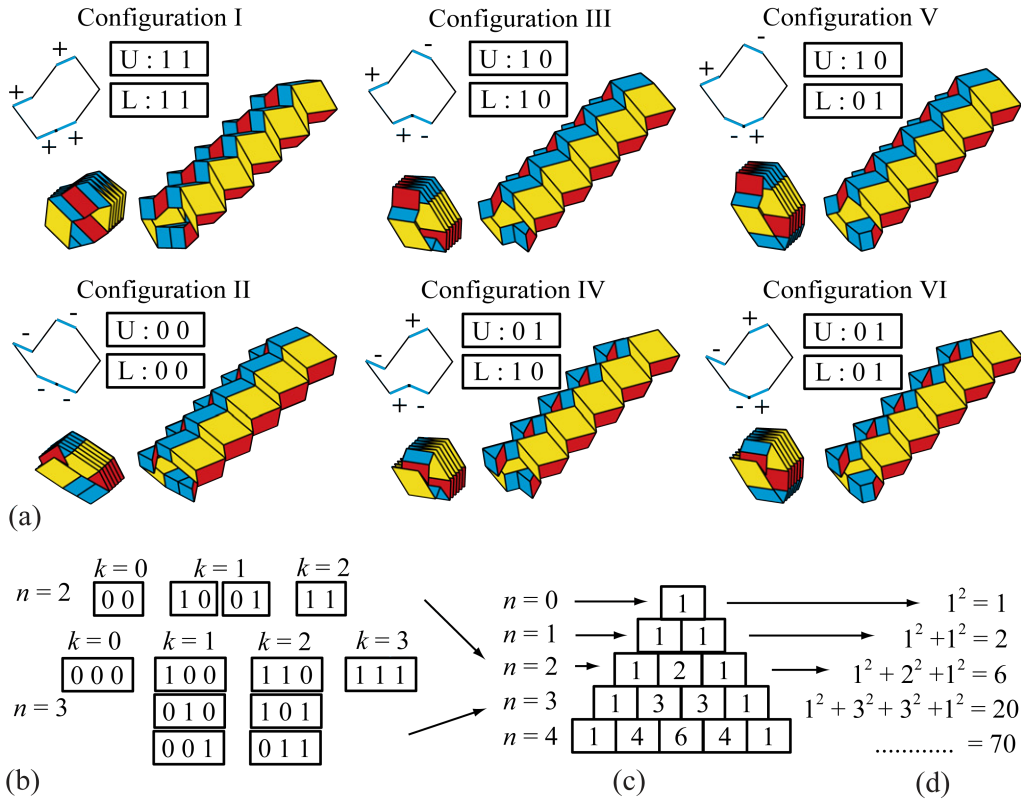 Configuration I
+
+
+
+
U : 1 1
L : 1 1
Configuration III
-
+
+ -
U : 1 0
L : 1 0
Configuration V
-
+
- +
U : 1 0
L : 0 1
Configuration II
-
-
-
-
U : 0 0
L : 0 0
Configuration IV
+
-
+ -
U : 0 1
L : 1 0
Configuration VI
+
-
- +
U : 0 1
L : 0 1
(a)
k = 0 k = 1 k = 2
n = 2 0 0 1 0 0 1 1 1
k = 0 k = 1 k = 2 k = 3
0 0 0 1 0 0 1 1 0 1 1 1
n = 3 0 1 0 1 0 1
0 0 1 0 1 1
(b)
n = 0 1 1² = 1
n = 1 1 1 1² +1² = 2
n = 2 1 2 1 1² + 2² +1² = 6
n = 3 1 3 3 1 1² + 3² + 3² +1² = 20
n = 4 1 4 6 4 1 ............ = 70
(c) (d)